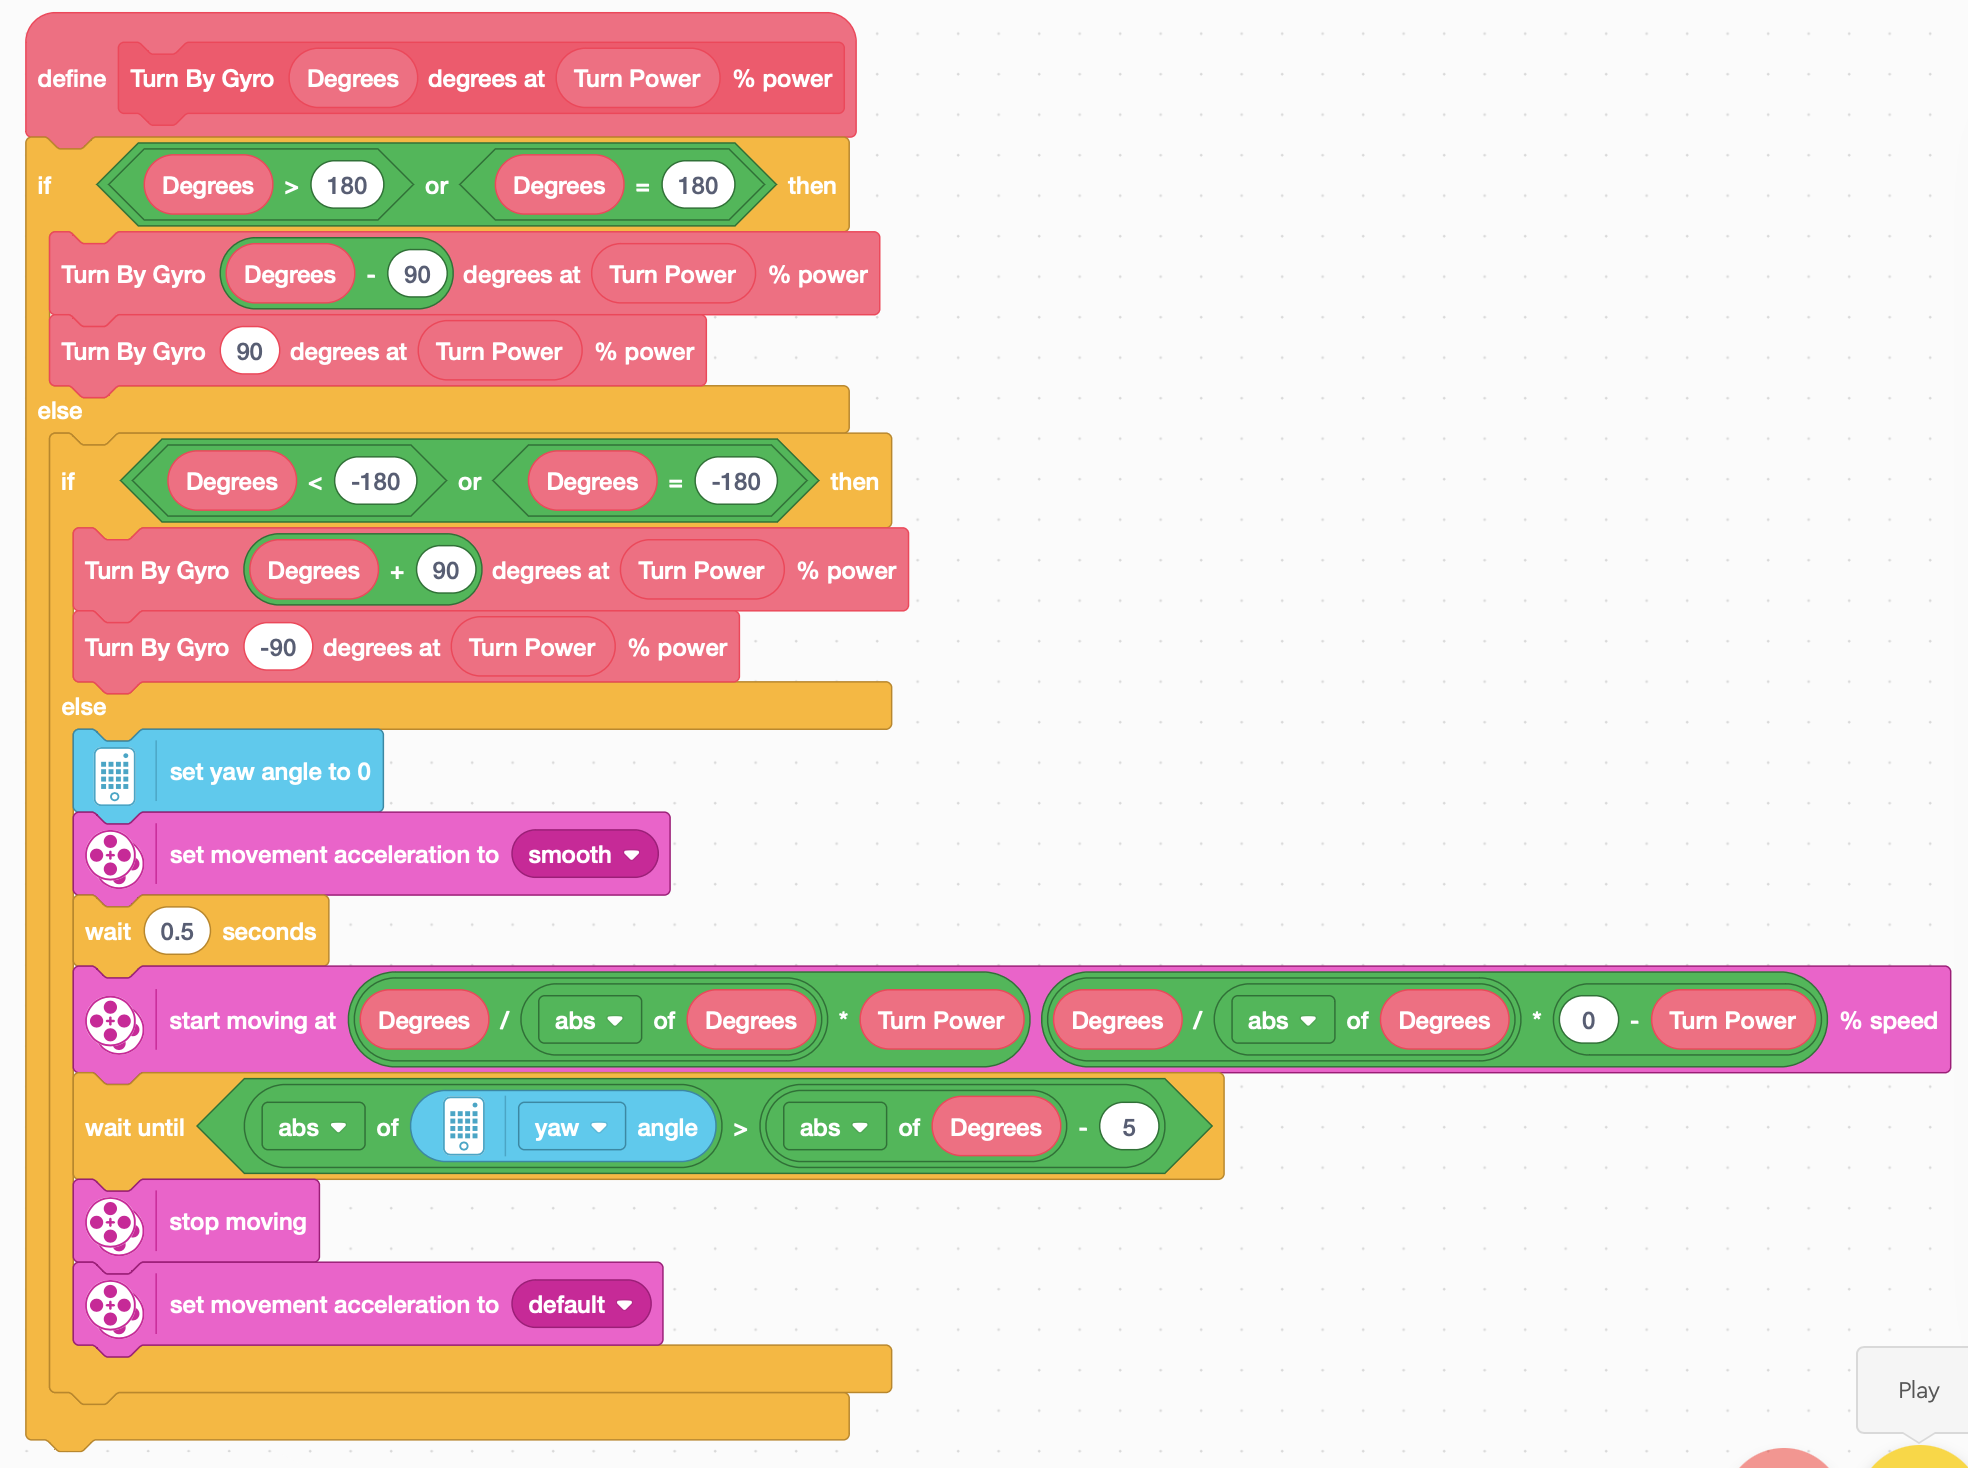 define Turn By Gyro Degrees degrees at Turn Power % power
if Degrees > 180 or Degrees = 180 then
Turn By Gyro Degrees - 90 degrees at Turn Power % power
Turn By Gyro 90 degrees at Turn Power % power
else
if Degrees < -180 or Degrees = -180 then
Turn By Gyro Degrees + 90 degrees at Turn Power % power
Turn By Gyro -90 degrees at Turn Power % power
else
set yaw angle to 0
set movement acceleration to smooth
wait 0.5 seconds
start moving at Degrees / abs of Degrees * Turn Power Degrees / abs of Degrees * 0 - Turn Power % speed
wait until abs of yaw angle > abs of Degrees - 5
stop moving
set movement acceleration to default
Play